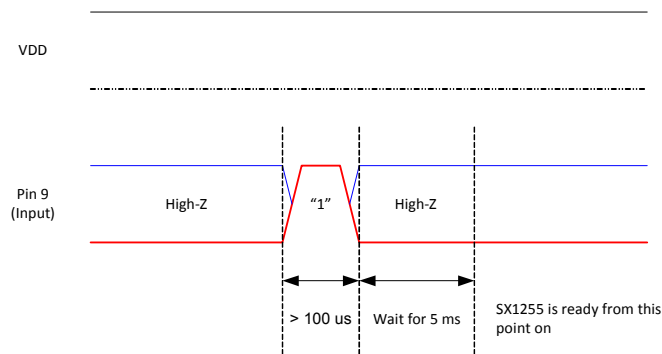 VDD
Pin 9
(Input)
High-Z
“1”
High-Z
> 100 us
Wait for 5 ms
SX1255 is ready from this
point on